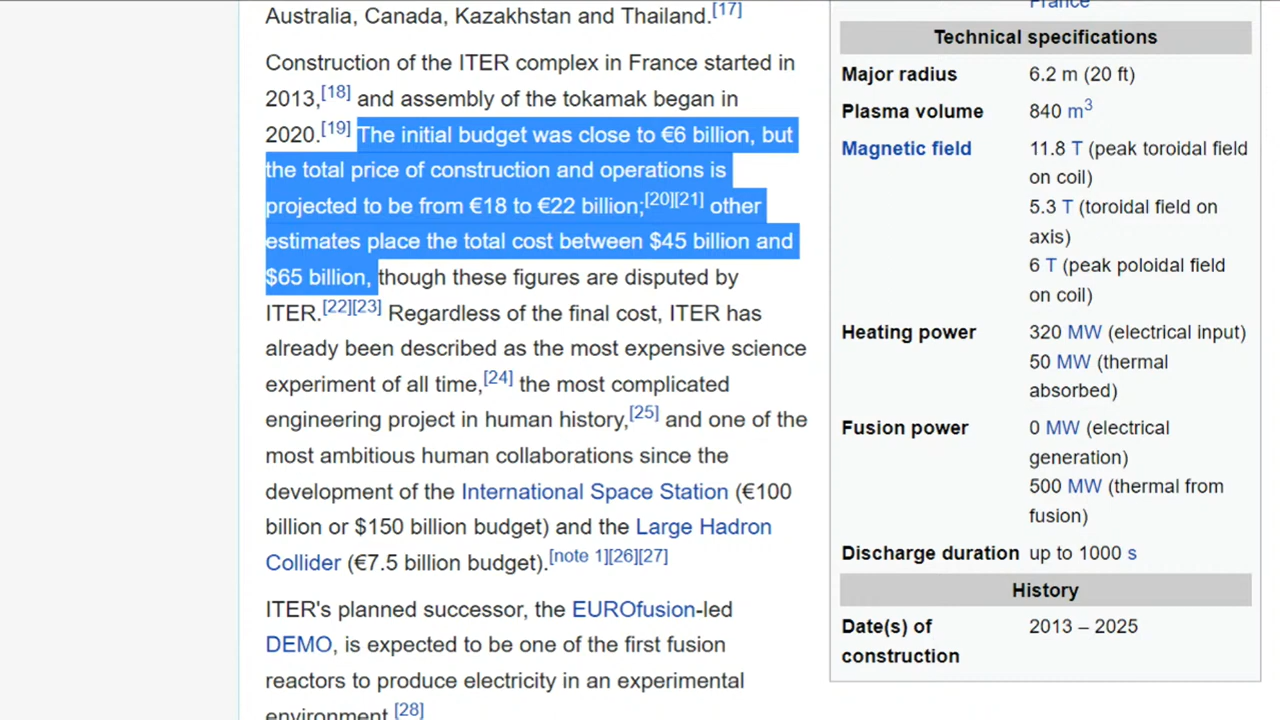 Australia, Canada, Kazakhstan and Thailand.[17]
Construction of the ITER complex in France started in
2013,[18] and assembly of the tokamak began in
2020.[19] The initial budget was close to €6 billion, but
the total price of construction and operations is
projected to be from €18 to €22 billion;[20][21] other
estimates place the total cost between $45 billion and
$65 billion, though these figures are disputed by
ITER.[22][23] Regardless of the final cost, ITER has
already been described as the most expensive science
experiment of all time,[24] the most complicated
engineering project in human history,[25] and one of the
most ambitious human collaborations since the
development of the International Space Station (€100
billion or $150 billion budget) and the Large Hadron
Collider (€7.5 billion budget).[note 1][26][27]
ITER's planned successor, the EUROfusion-led
DEMO, is expected to be one of the first fusion
reactors to produce electricity in an experimental
environment.[28]
France
Technical specifications
Major radius 6.2 m (20 ft)
Plasma volume 840 m3
Magnetic field 11.8 T (peak toroidal field
on coil)
5.3 T (toroidal field on
axis)
6 T (peak poloidal field
on coil)
Heating power 320 MW (electrical input)
50 MW (thermal
absorbed)
Fusion power 0 MW (electrical
generation)
500 MW (thermal from
fusion)
Discharge duration up to 1000 s
History
Date(s) of 2013 – 2025
construction